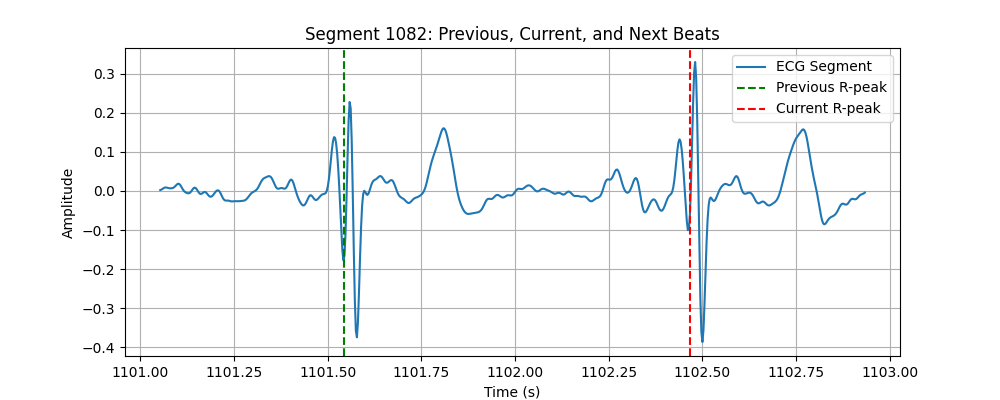 Segment 1082: Previous, Current, and Next Beats
ECG Segment
Previous R-peak
Current R-peak
Amplitude
0.3
0.2
0.1
0.0
−0.1
−0.2
−0.3
−0.4
1101.00 1101.25 1101.50 1101.75 1102.00 1102.25 1102.50 1102.75 1103.00
Time (s)